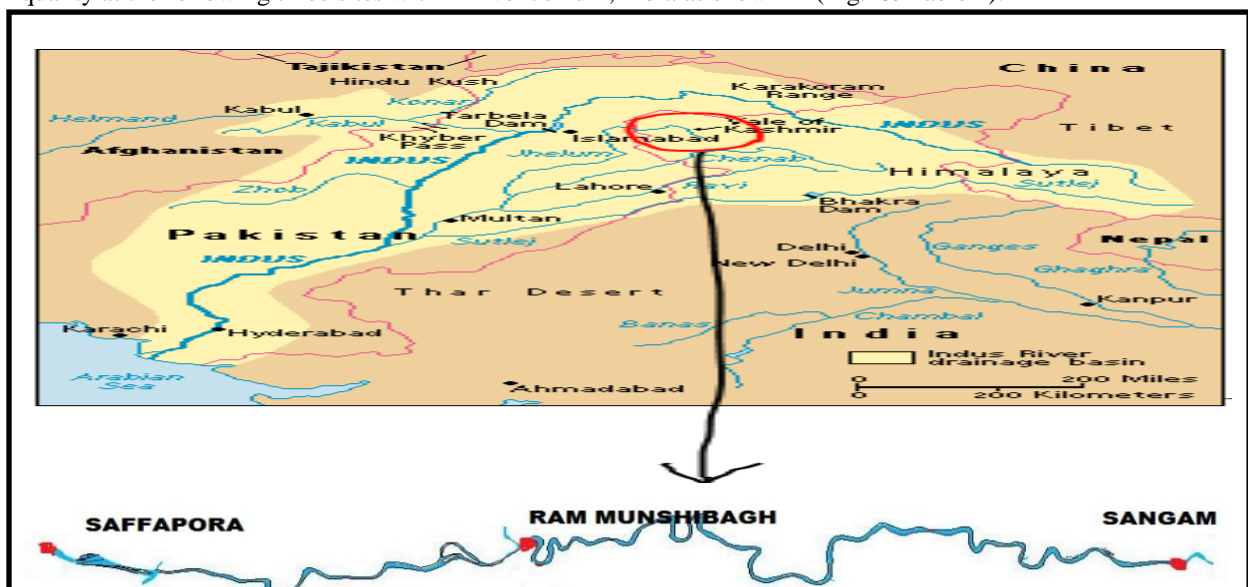 Tajikistan
Hindu Kush
China
Karakoram
Range
Konar
Kabul
Tarbela
Dam
Helmand
Kabul
Khyber
Pass
Islamabad
Vale of
Kashmir
INDUS
Tibet
Afghanistan
INDUS
Jhelum
Chenab
Himalaya
Zhob
Lahore
Ravi
Sutlej
Bhakra
Dam
Multan
Pakistan
Sutlej
Delhi
New Delhi
Ganges
Nepal
INDUS
Ghaghra
Thar Desert
Jumna
Kanpur
Karachi
Hyderabad
Banas
Chambal
India
Arabian
Sea
Indus River
drainage basin
Ahmadabad
0 200 Miles
0 200 Kilometers
SAFFAPORA
RAM MUNSHIBAGH
SANGAM